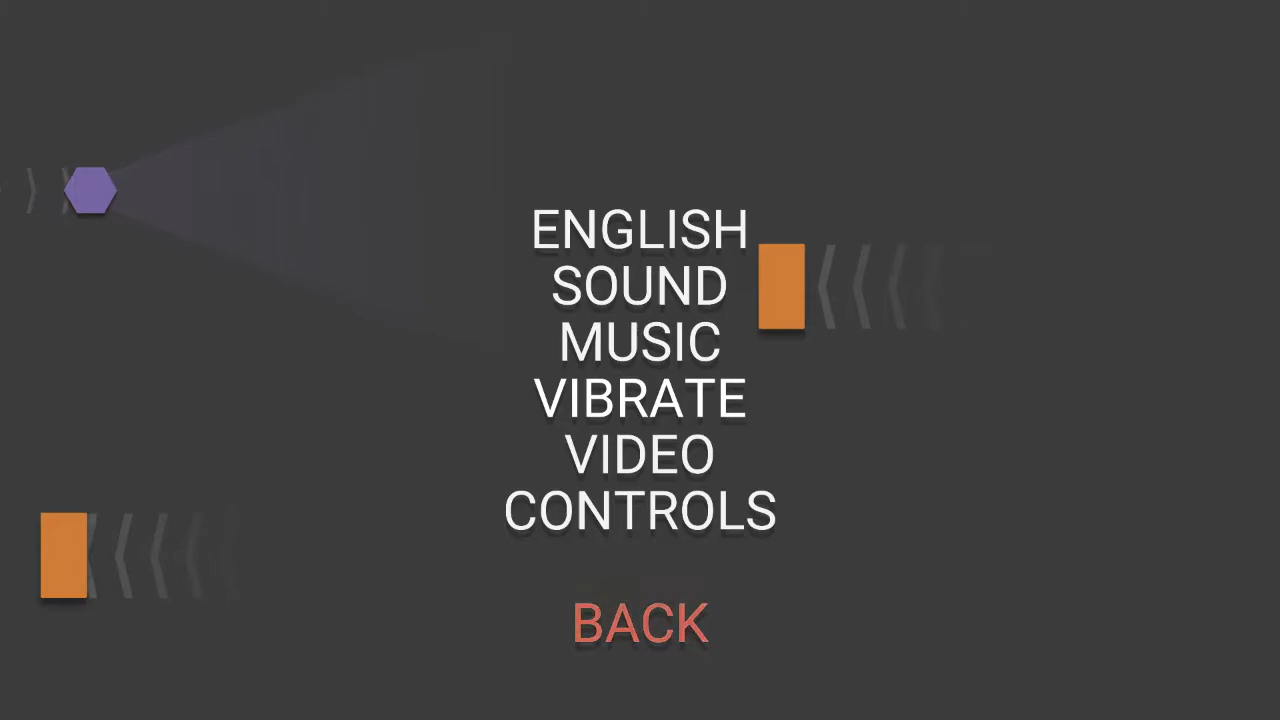 ENGLISH
SOUND
MUSIC
VIBRATE
VIDEO
CONTROLS
BACK